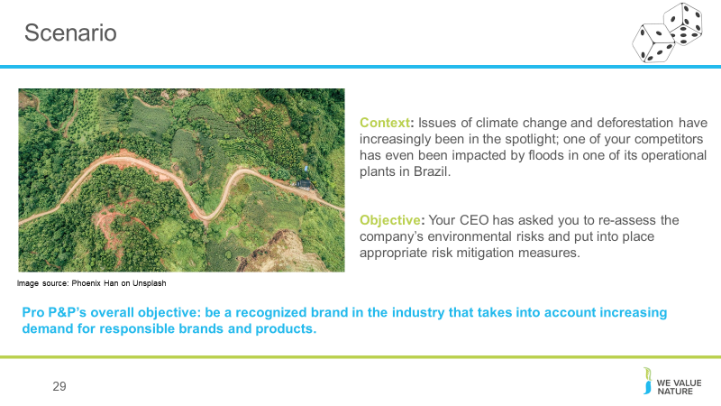 Scenario
Context: Issues of climate change and deforestation have
increasingly been in the spotlight; one of your competitors
has even been impacted by floods in one of its operational
plants in Brazil.
Objective: Your CEO has asked you to re-assess the
company’s environmental risks and put into place
appropriate risk mitigation measures.
Image source: Phoenix Han on Unsplash
Pro P&P’s overall objective: be a recognized brand in the industry that takes into account increasing
demand for responsible brands and products.
29
WE VALUE
NATURE